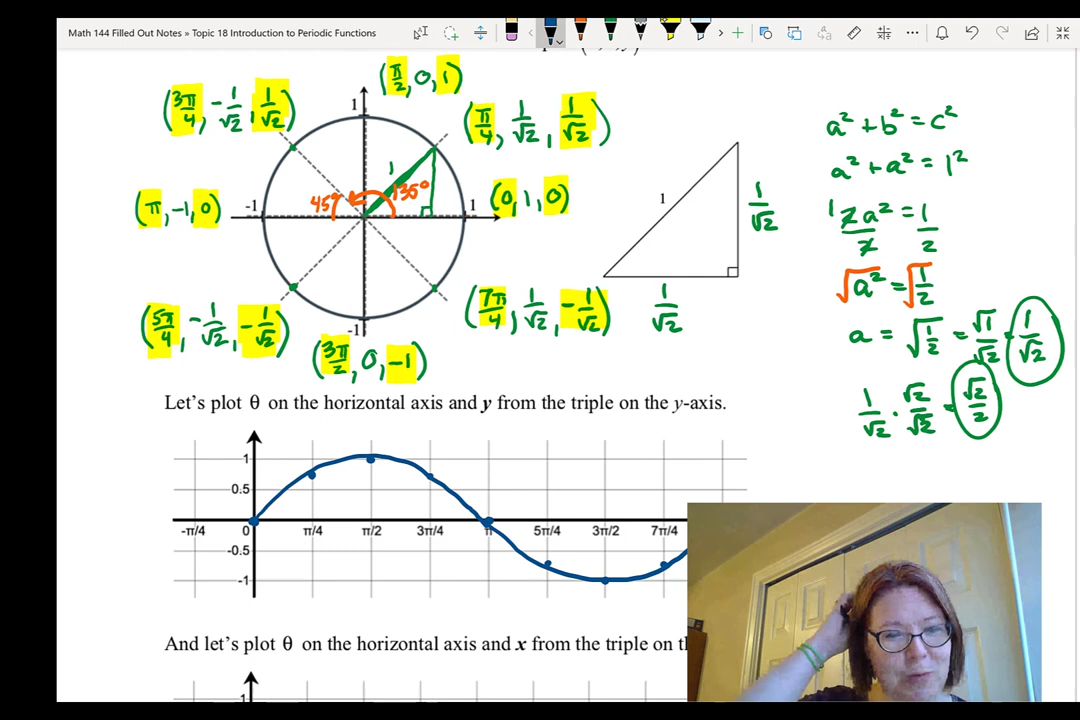 Math 144 Filled Out Notes » Topic 18 Introduction to Periodic Functions
(π/2, 0, 1)
(3π/4, -1/√2, 1/√2)
1
(π/4, 1/√2, 1/√2)
a² + b² = c²
a² + a² = 1²
1
45°
135°
(π, -1, 0)
-1
1
(0, 1, 0)
1
1/√2
1 2a²/2 = 1/2
√a² = √1/2
(5π/4, -1/√2, -1/√2)
(7π/4, 1/√2, -1/√2)
1/√2
-1
(3π/2, 0, -1)
a = √1/2 = √1/√2 = 1/√2
1/√2 · √2/√2 = √2/2
Let's plot θ on the horizontal axis and y from the triple on the y-axis.
1
0.5
-π/4 0 π/4 π/2 3π/4 π 5π/4 3π/2 7π/4
-0.5
-1
And let's plot θ on the horizontal axis and x from the triple on
1